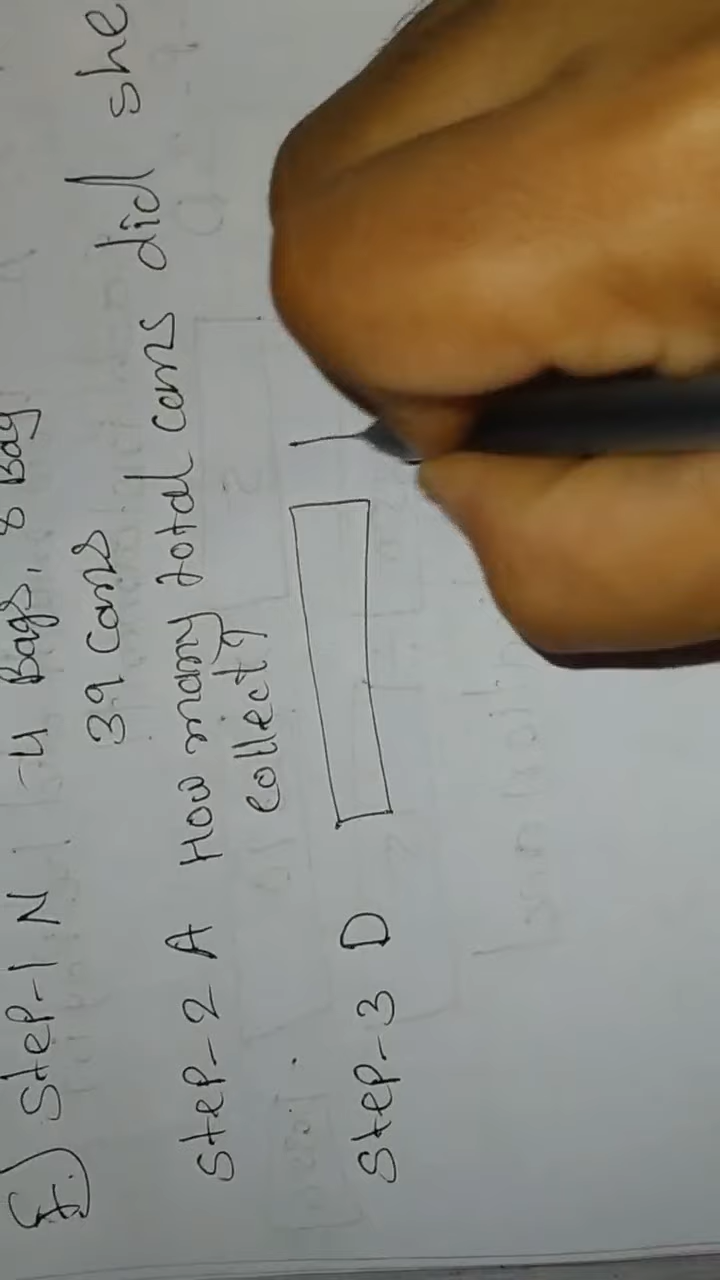 f.) Step-1 N 4 Bags, 8 Bag
39 cans
Step-2 A How many total cans did she
collect?
Step-3 D